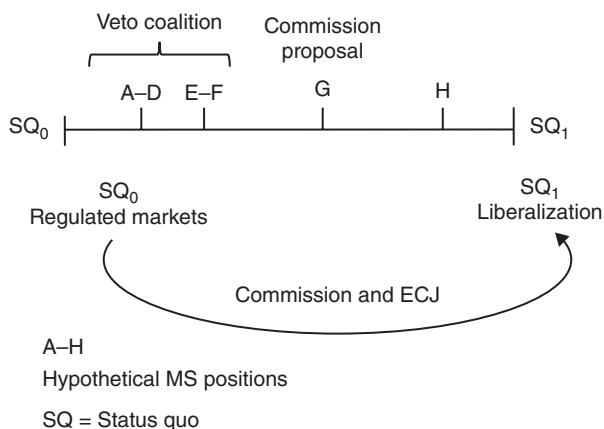 Veto coalition
Commission
proposal
A–D E–F G H
SQ₀ SQ₁
SQ₀
Regulated markets
SQ₁
Liberalization
Commission and ECJ
A–H
Hypothetical MS positions
SQ = Status quo